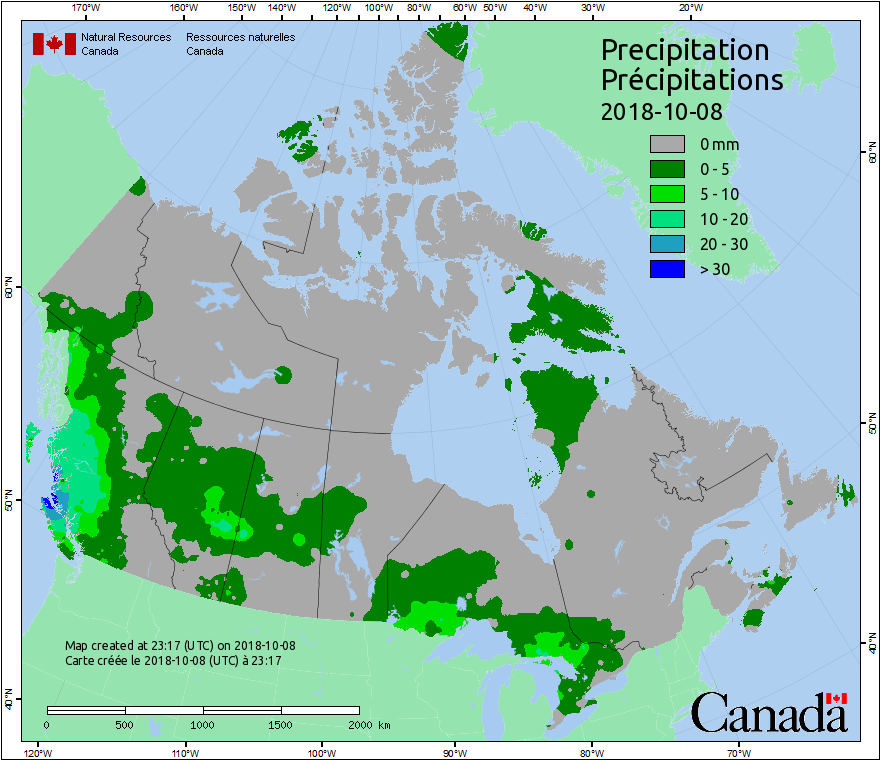 170°W 160°W 150°W 140°W 130°W 120°W 110°W 100°W 90°W 80°W 60°W 50°W 40°W 30°W 20°W
Natural Resources Ressources naturelles
Canada Canada
Precipitation
Précipitations
2018-10-08
0 mm
0 - 5
5 - 10
10 - 20
20 - 30
> 30
60°N
60°N
50°N
50°N
40°N
40°N
Map created at 23:17 (UTC) on 2018-10-08
Carte créée le 2018-10-08 (UTC) à 23:17
0 500 1000 1500 2000 km
Canada
120°W 110°W 100°W 90°W 80°W 70°W